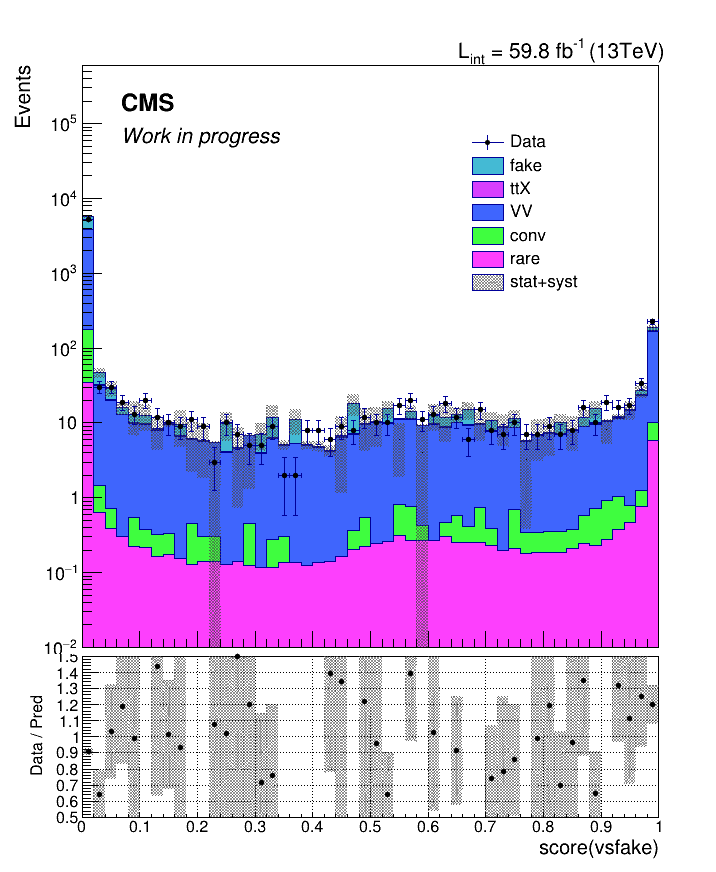 L_int = 59.8 fb^-1 (13TeV)
Events
CMS
Work in progress
Data
fake
ttX
VV
conv
rare
stat+syst
10^5
10^4
10^3
10^2
10
1
10^−1
10^−2
Data / Pred
1.5
1.4
1.3
1.2
1.1
1
0.9
0.8
0.7
0.6
0.5
0 0.1 0.2 0.3 0.4 0.5 0.6 0.7 0.8 0.9 1
score(vsfake)